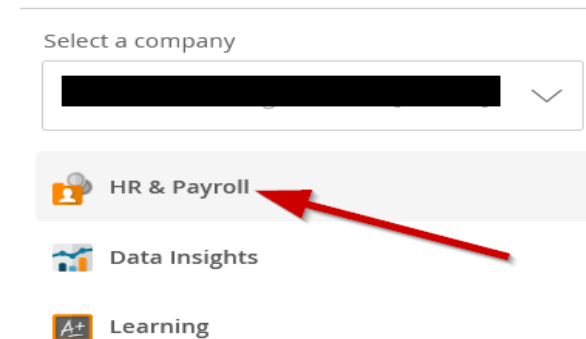 Select a company
HR & Payroll
Data Insights
A+
Learning